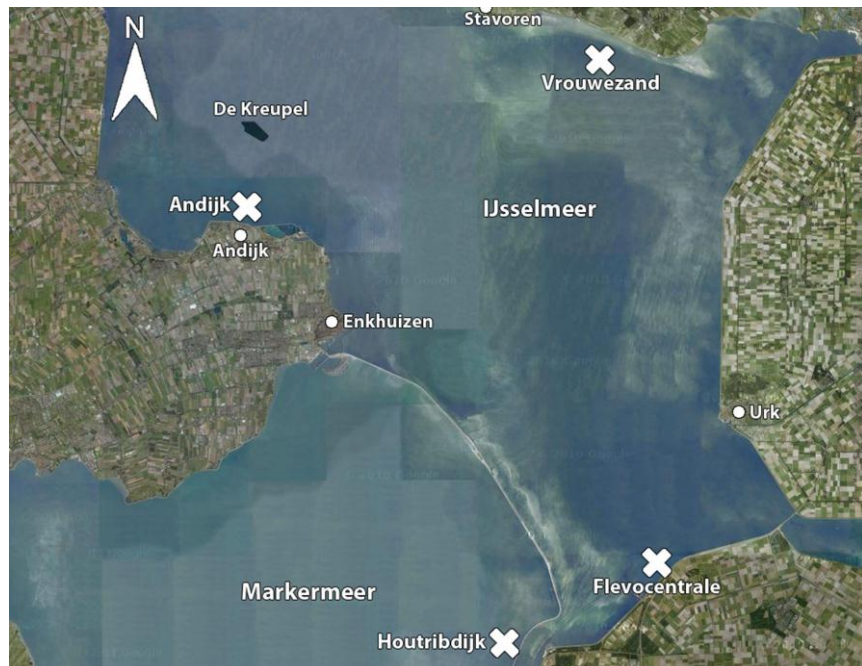 Stavoren
N
Vrouwezand
De Kreupel
Andijk
IJsselmeer
Andijk
Enkhuizen
Urk
Flevocentrale
Markermeer
Houtribdijk